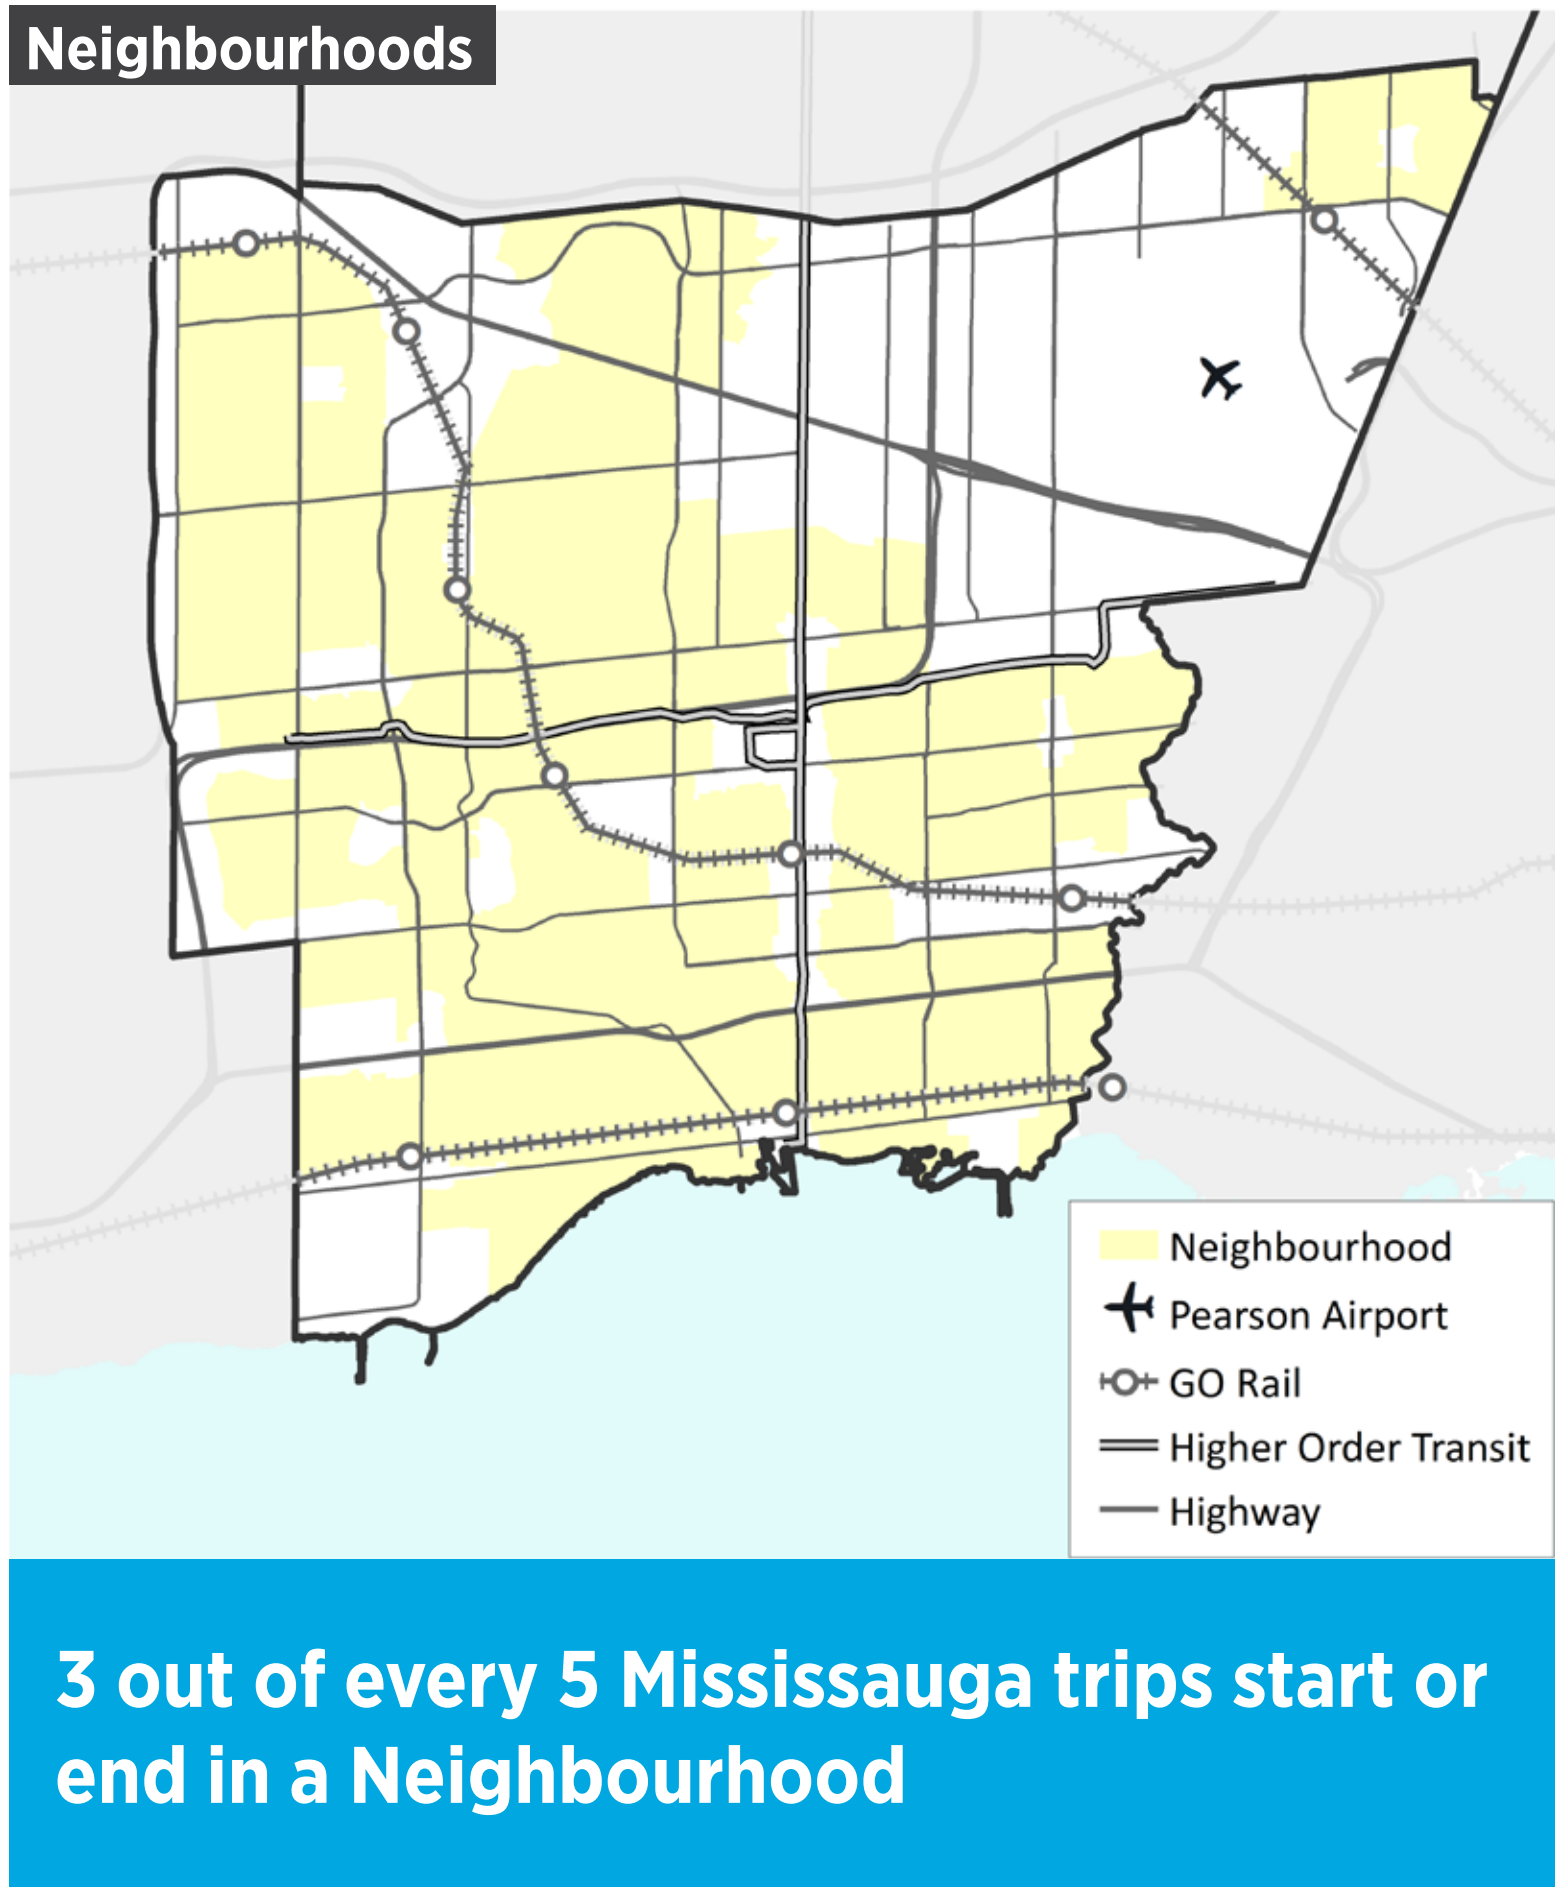 Neighbourhoods
Neighbourhood
Pearson Airport
GO Rail
Higher Order Transit
Highway
3 out of every 5 Mississauga trips start or
end in a Neighbourhood